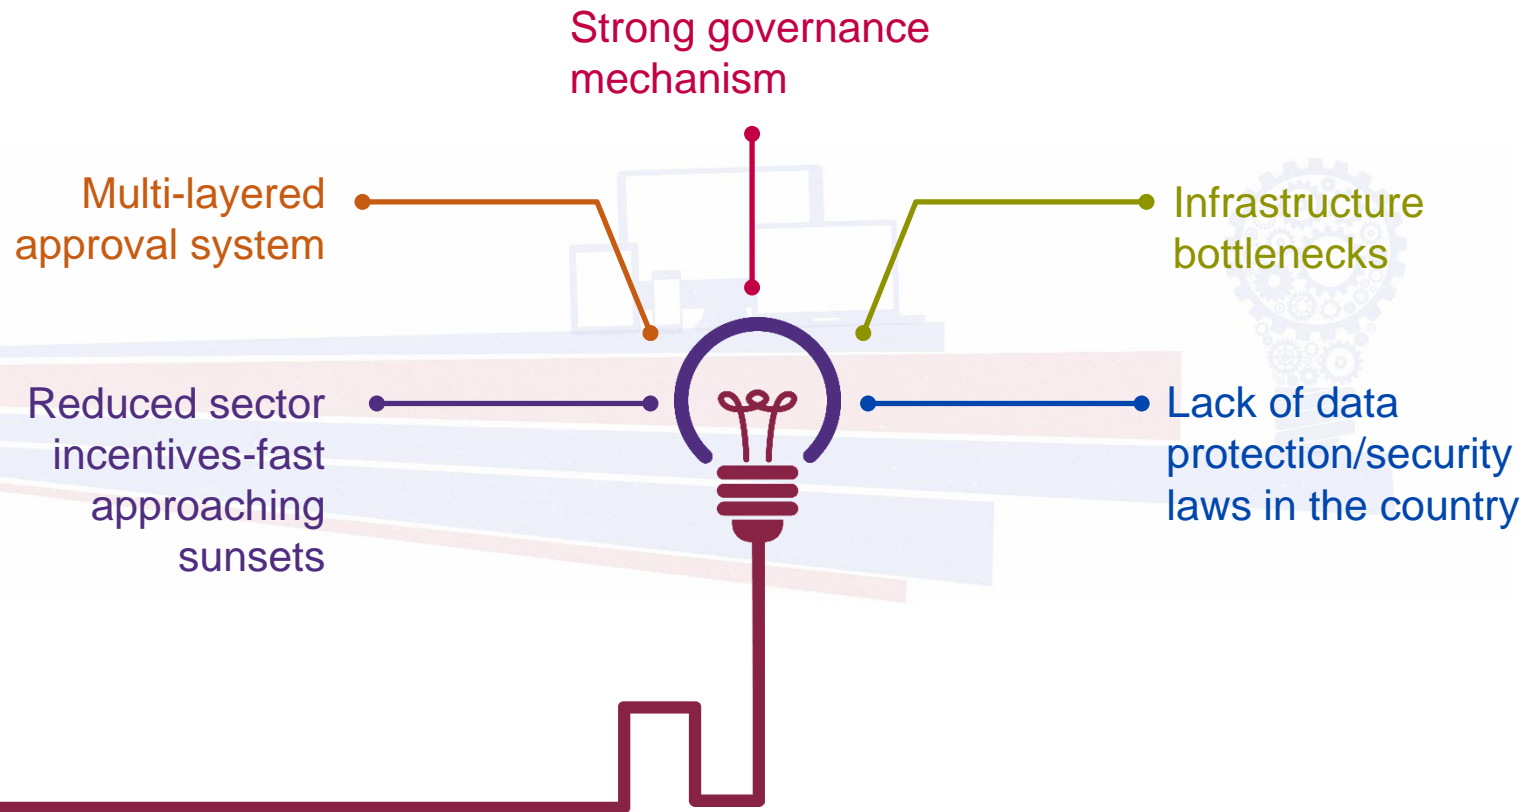 Strong governance
mechanism
Multi-layered
approval system
Infrastructure
bottlenecks
Reduced sector
incentives-fast
approaching
sunsets
Lack of data
protection/security
laws in the country